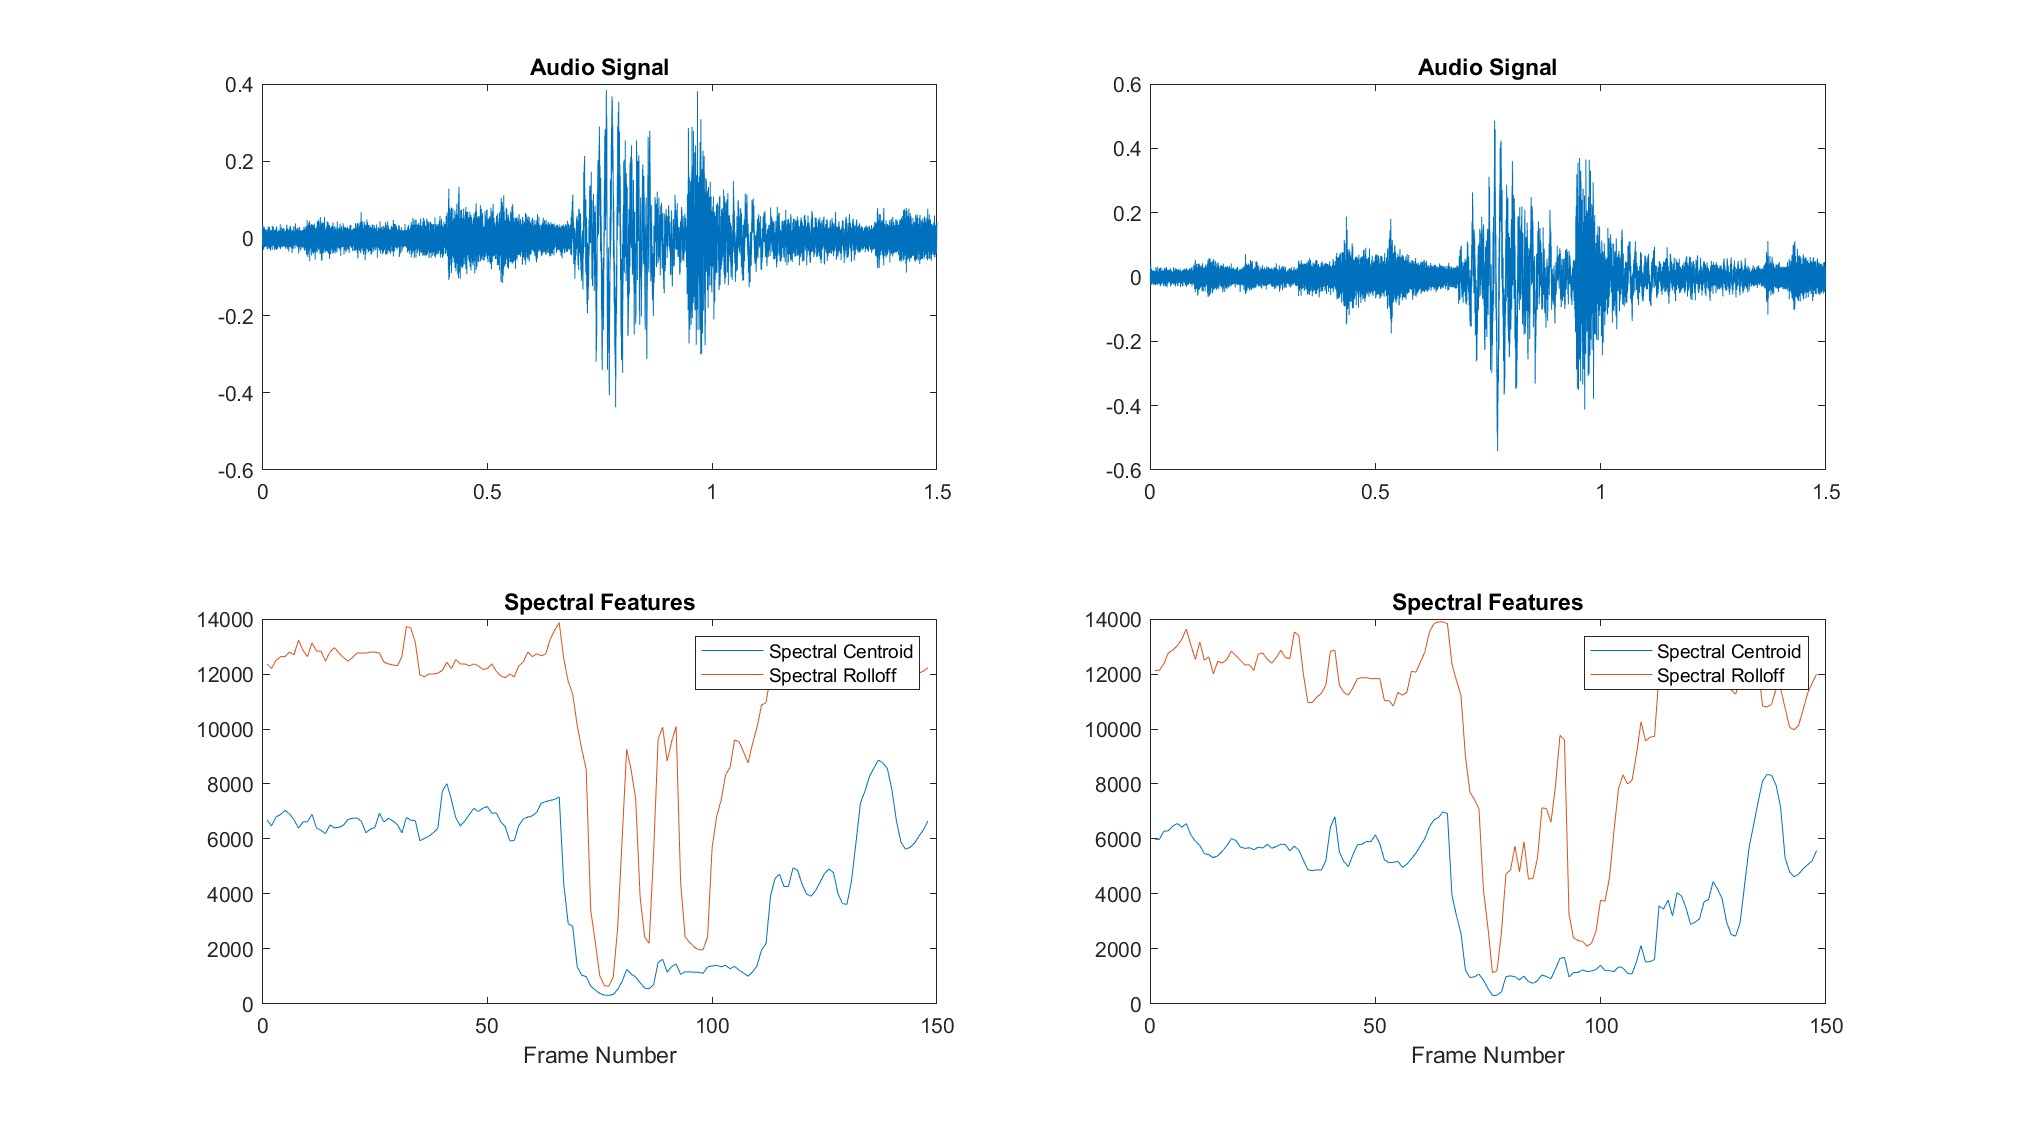 Audio Signal
0.4
0.2
0
-0.2
-0.4
-0.6
0 0.5 1 1.5
Audio Signal
0.6
0.4
0.2
0
-0.2
-0.4
-0.6
0 0.5 1 1.5
Spectral Features
14000
12000
10000
8000
6000
4000
2000
0
Spectral Centroid
Spectral Rolloff
0 50 100 150
Frame Number
Spectral Features
14000
12000
10000
8000
6000
4000
2000
0
Spectral Centroid
Spectral Rolloff
0 50 100 150
Frame Number